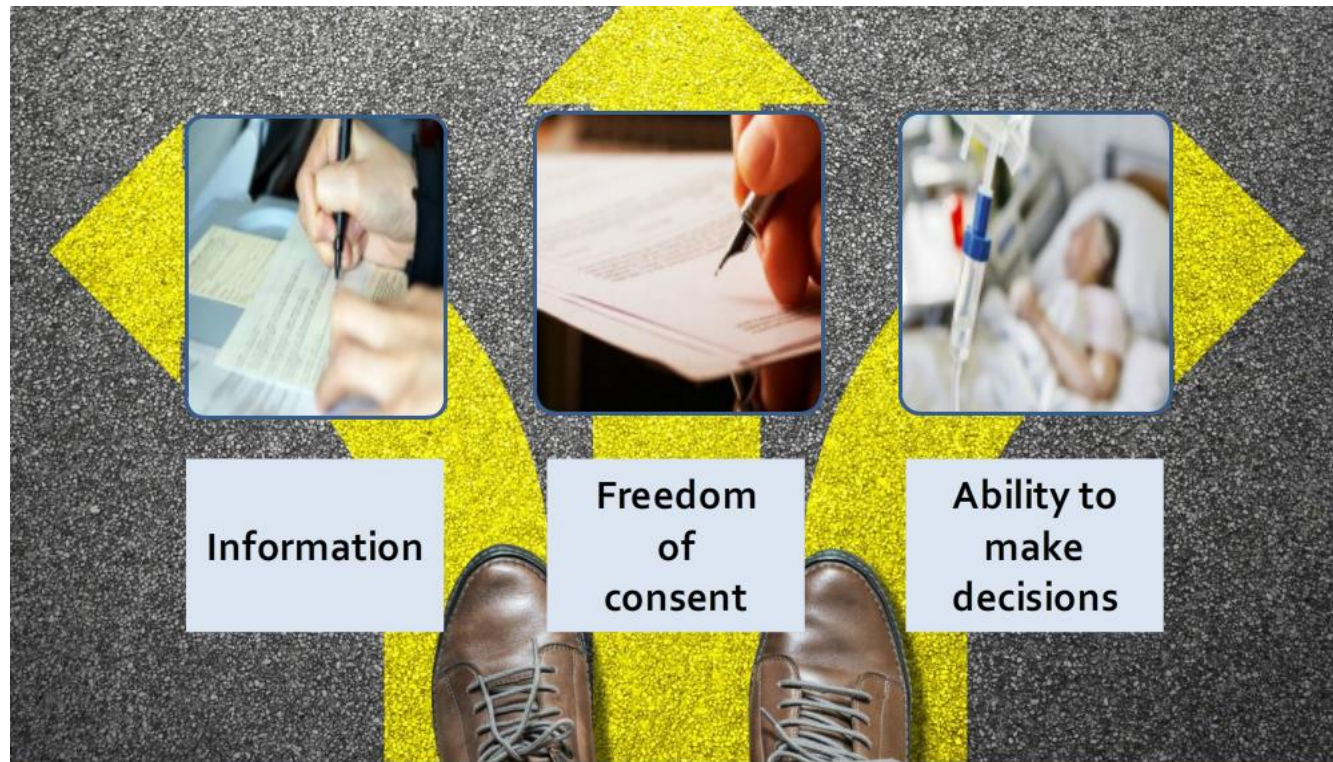 Information
Freedom
of
consent
Ability to
make
decisions